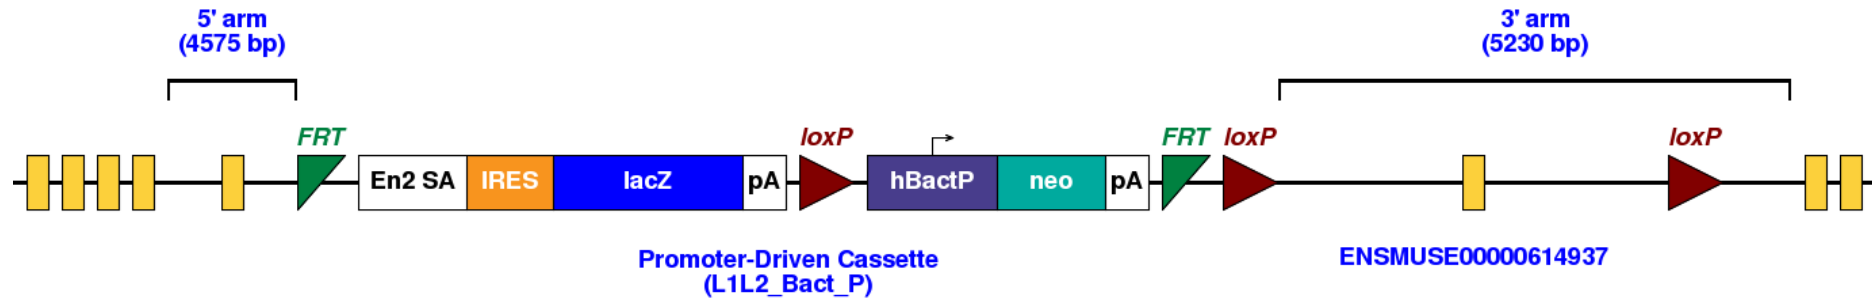 5' arm
(4575 bp)
3' arm
(5230 bp)
FRT
loxP
FRT
loxP
loxP
En2 SA
IRES
lacZ
pA
hBactP
neo
pA
Promoter-Driven Cassette
(L1L2_Bact_P)
ENSMUSE00000614937